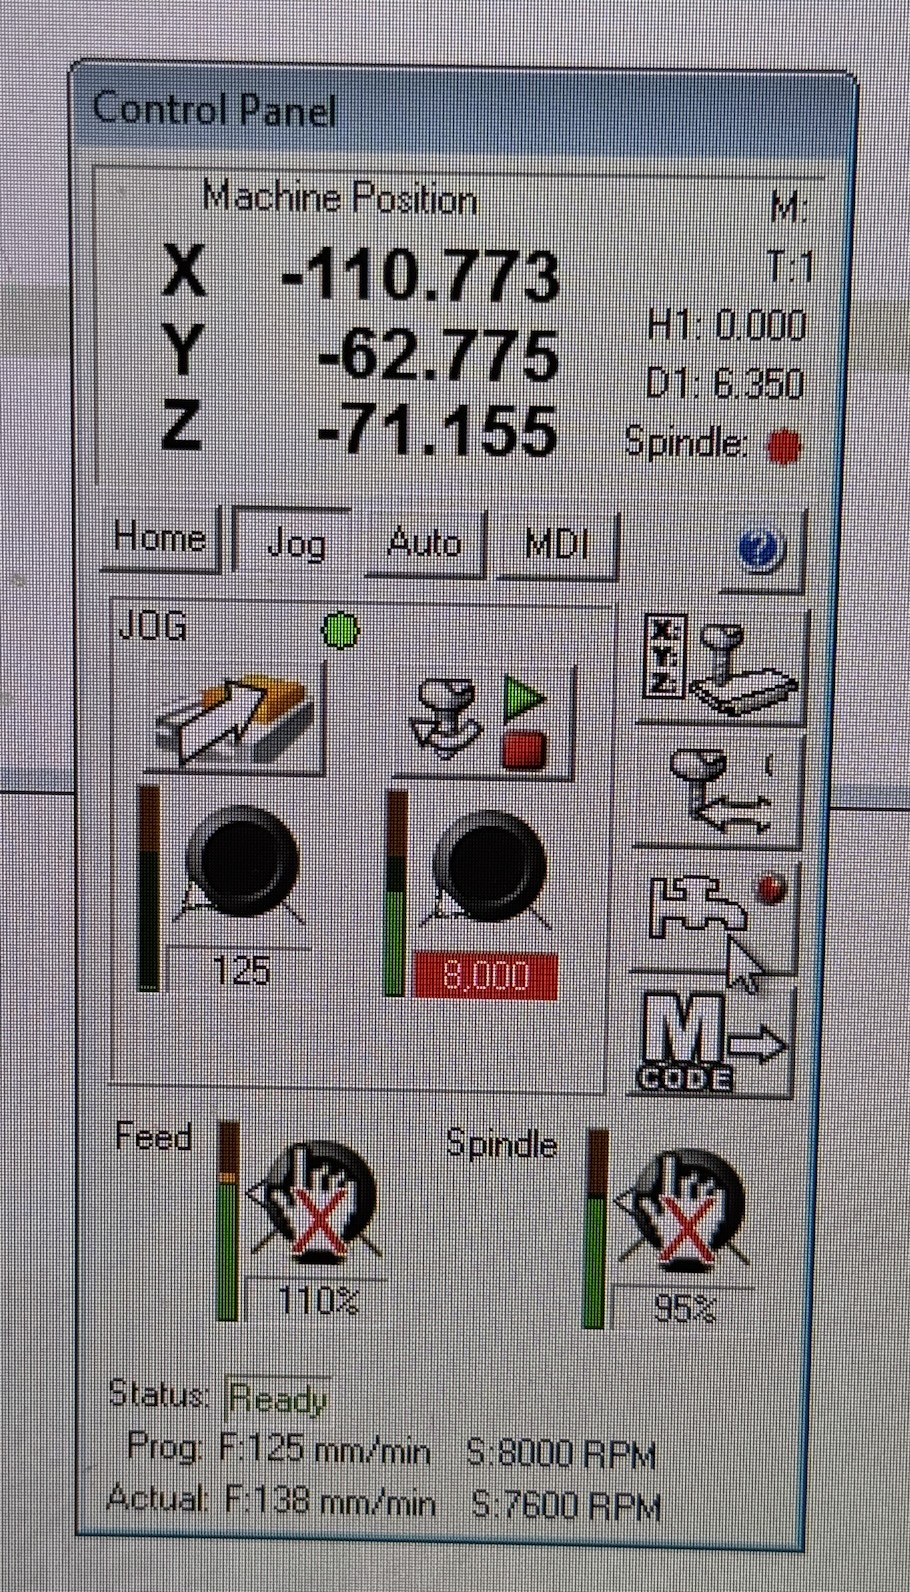 Control Panel
Machine Position
M:
X -110.773
T:1
Y -62.775
H1: 0.000
Z -71.155
D1: 6.350
Spindle:
Home Jog Auto MDI ?
JOG
X:
Y:
Z:
125 8,000
M
CODE
Feed Spindle
110% 95%
Status: Ready
Prog: F:125 mm/min S:8000 RPM
Actual: F:138 mm/min S:7600 RPM